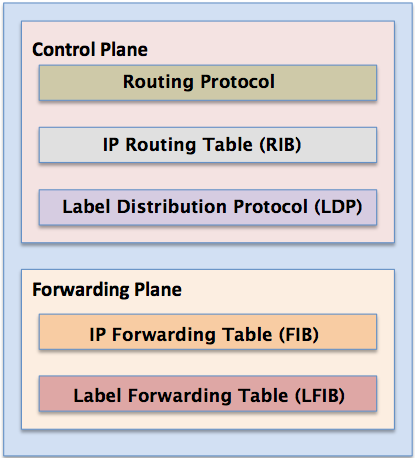 Control Plane
Routing Protocol
IP Routing Table (RIB)
Label Distribution Protocol (LDP)
Forwarding Plane
IP Forwarding Table (FIB)
Label Forwarding Table (LFIB)